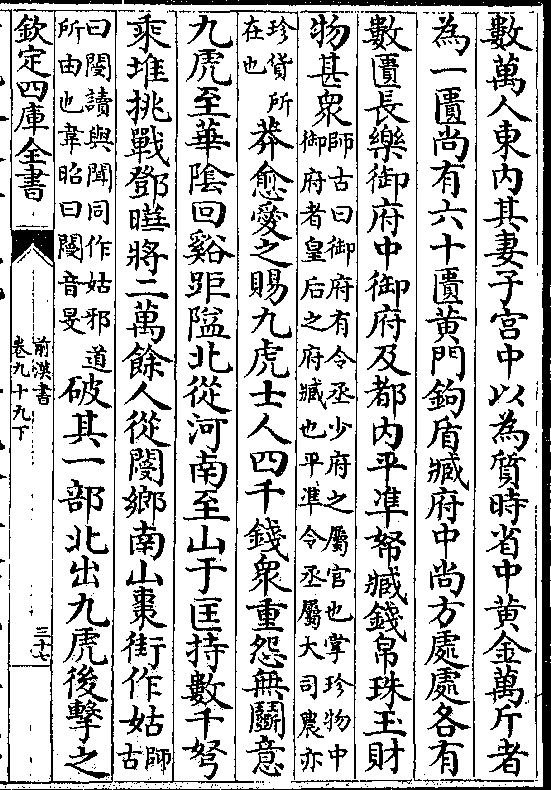 數萬人東内其妻子宫中以為質時省中黄金萬斤者
為一匱尚有六十匱黄門鉤盾臧府中尚方處處各有
數匱長樂御府中御府及都内平凖帑臧錢帛珠玉財
物甚衆
師古曰御府有令丞少府之屬官也掌珍物中
御府者皇后之府臧也平凖令丞屬大司農亦
珍貨所
在也
莽愈愛之賜九虎士人四千錢衆重怨無鬭意
九虎至華隂回谿距隘北從河南至山于匡持數千弩
乘堆挑戰鄧曄將二萬餘人從閿鄉南山棗街作姑
師
古
曰閿讀與聞同作姑邪道
所由也韋昭曰閿音旻
破其一部北出九虎後擊之
欽定四庫全書
前漢書
卷九十九下
三十七